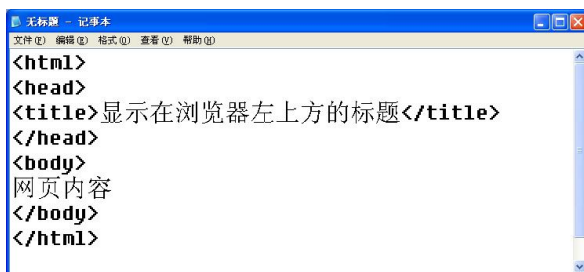 无标题 - 记事本
文件(F) 编辑(E) 格式(O) 查看(V) 帮助(H)
<html>
<head>
<title>显示在浏览器左上方的标题</title>
</head>
<body>
网页内容
</body>
</html>